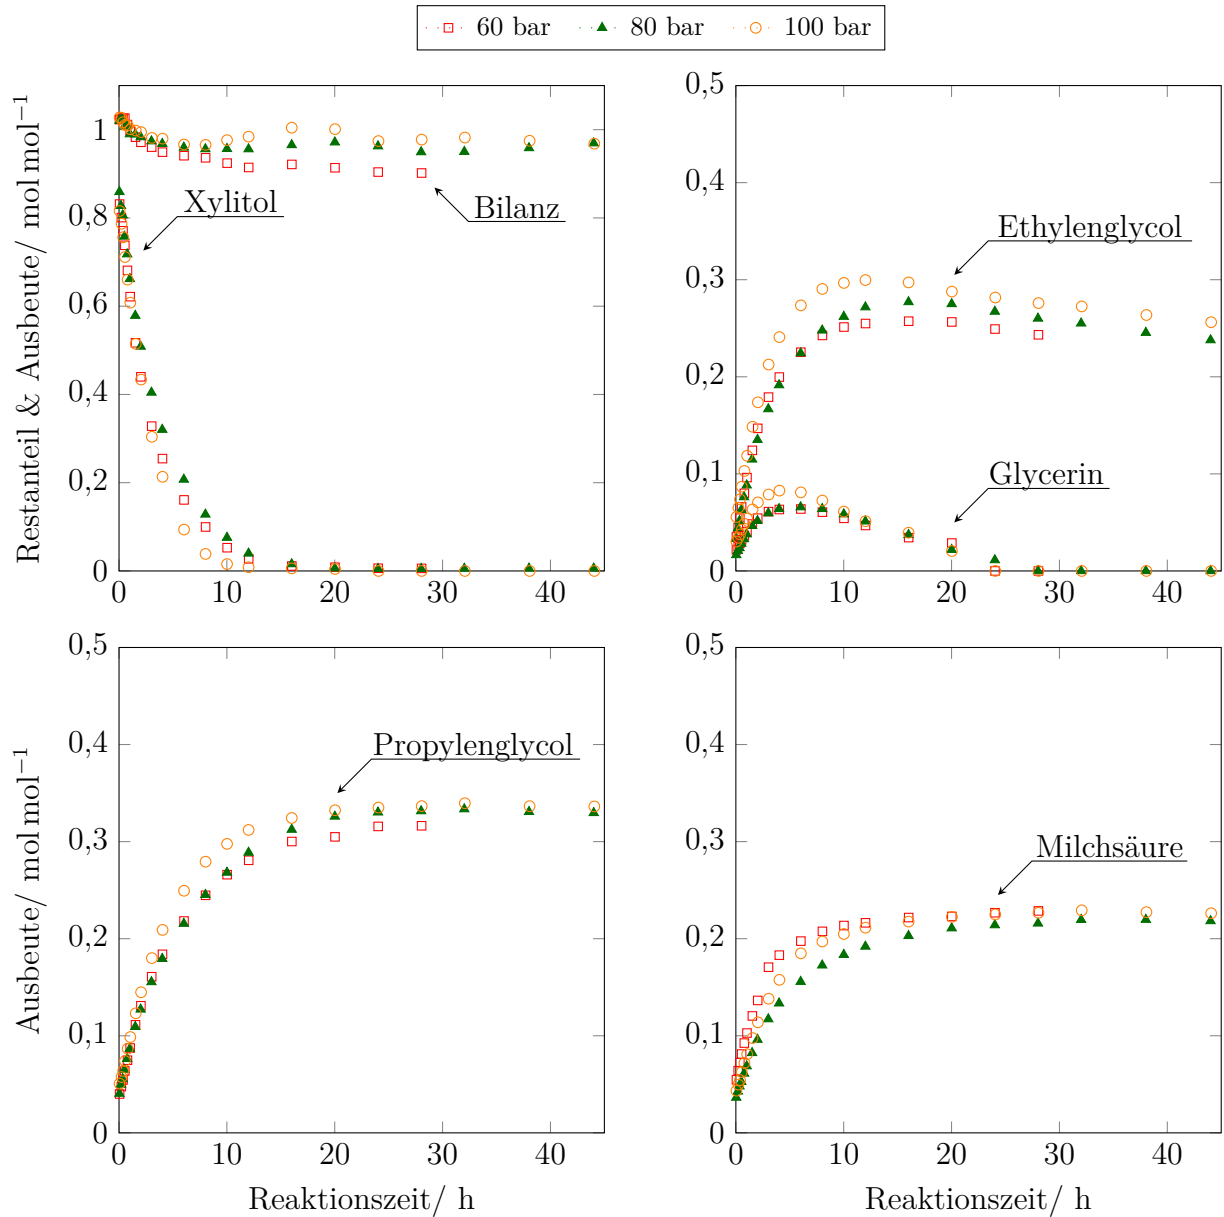 60 bar 80 bar 100 bar
Restanteil & Ausbeute/ mol mol⁻¹
1
0,8
0,6
0,4
0,2
0
0 10 20 30 40
Xylitol
Bilanz
0,5
0,4
0,3
0,2
0,1
0
0 10 20 30 40
Ethylenglycol
Glycerin
Ausbeute/ mol mol⁻¹
0,5
0,4
0,3
0,2
0,1
0
0 10 20 30 40
Propylenglycol
Reaktionszeit/ h
0,5
0,4
0,3
0,2
0,1
0
0 10 20 30 40
Milchsäure
Reaktionszeit/ h